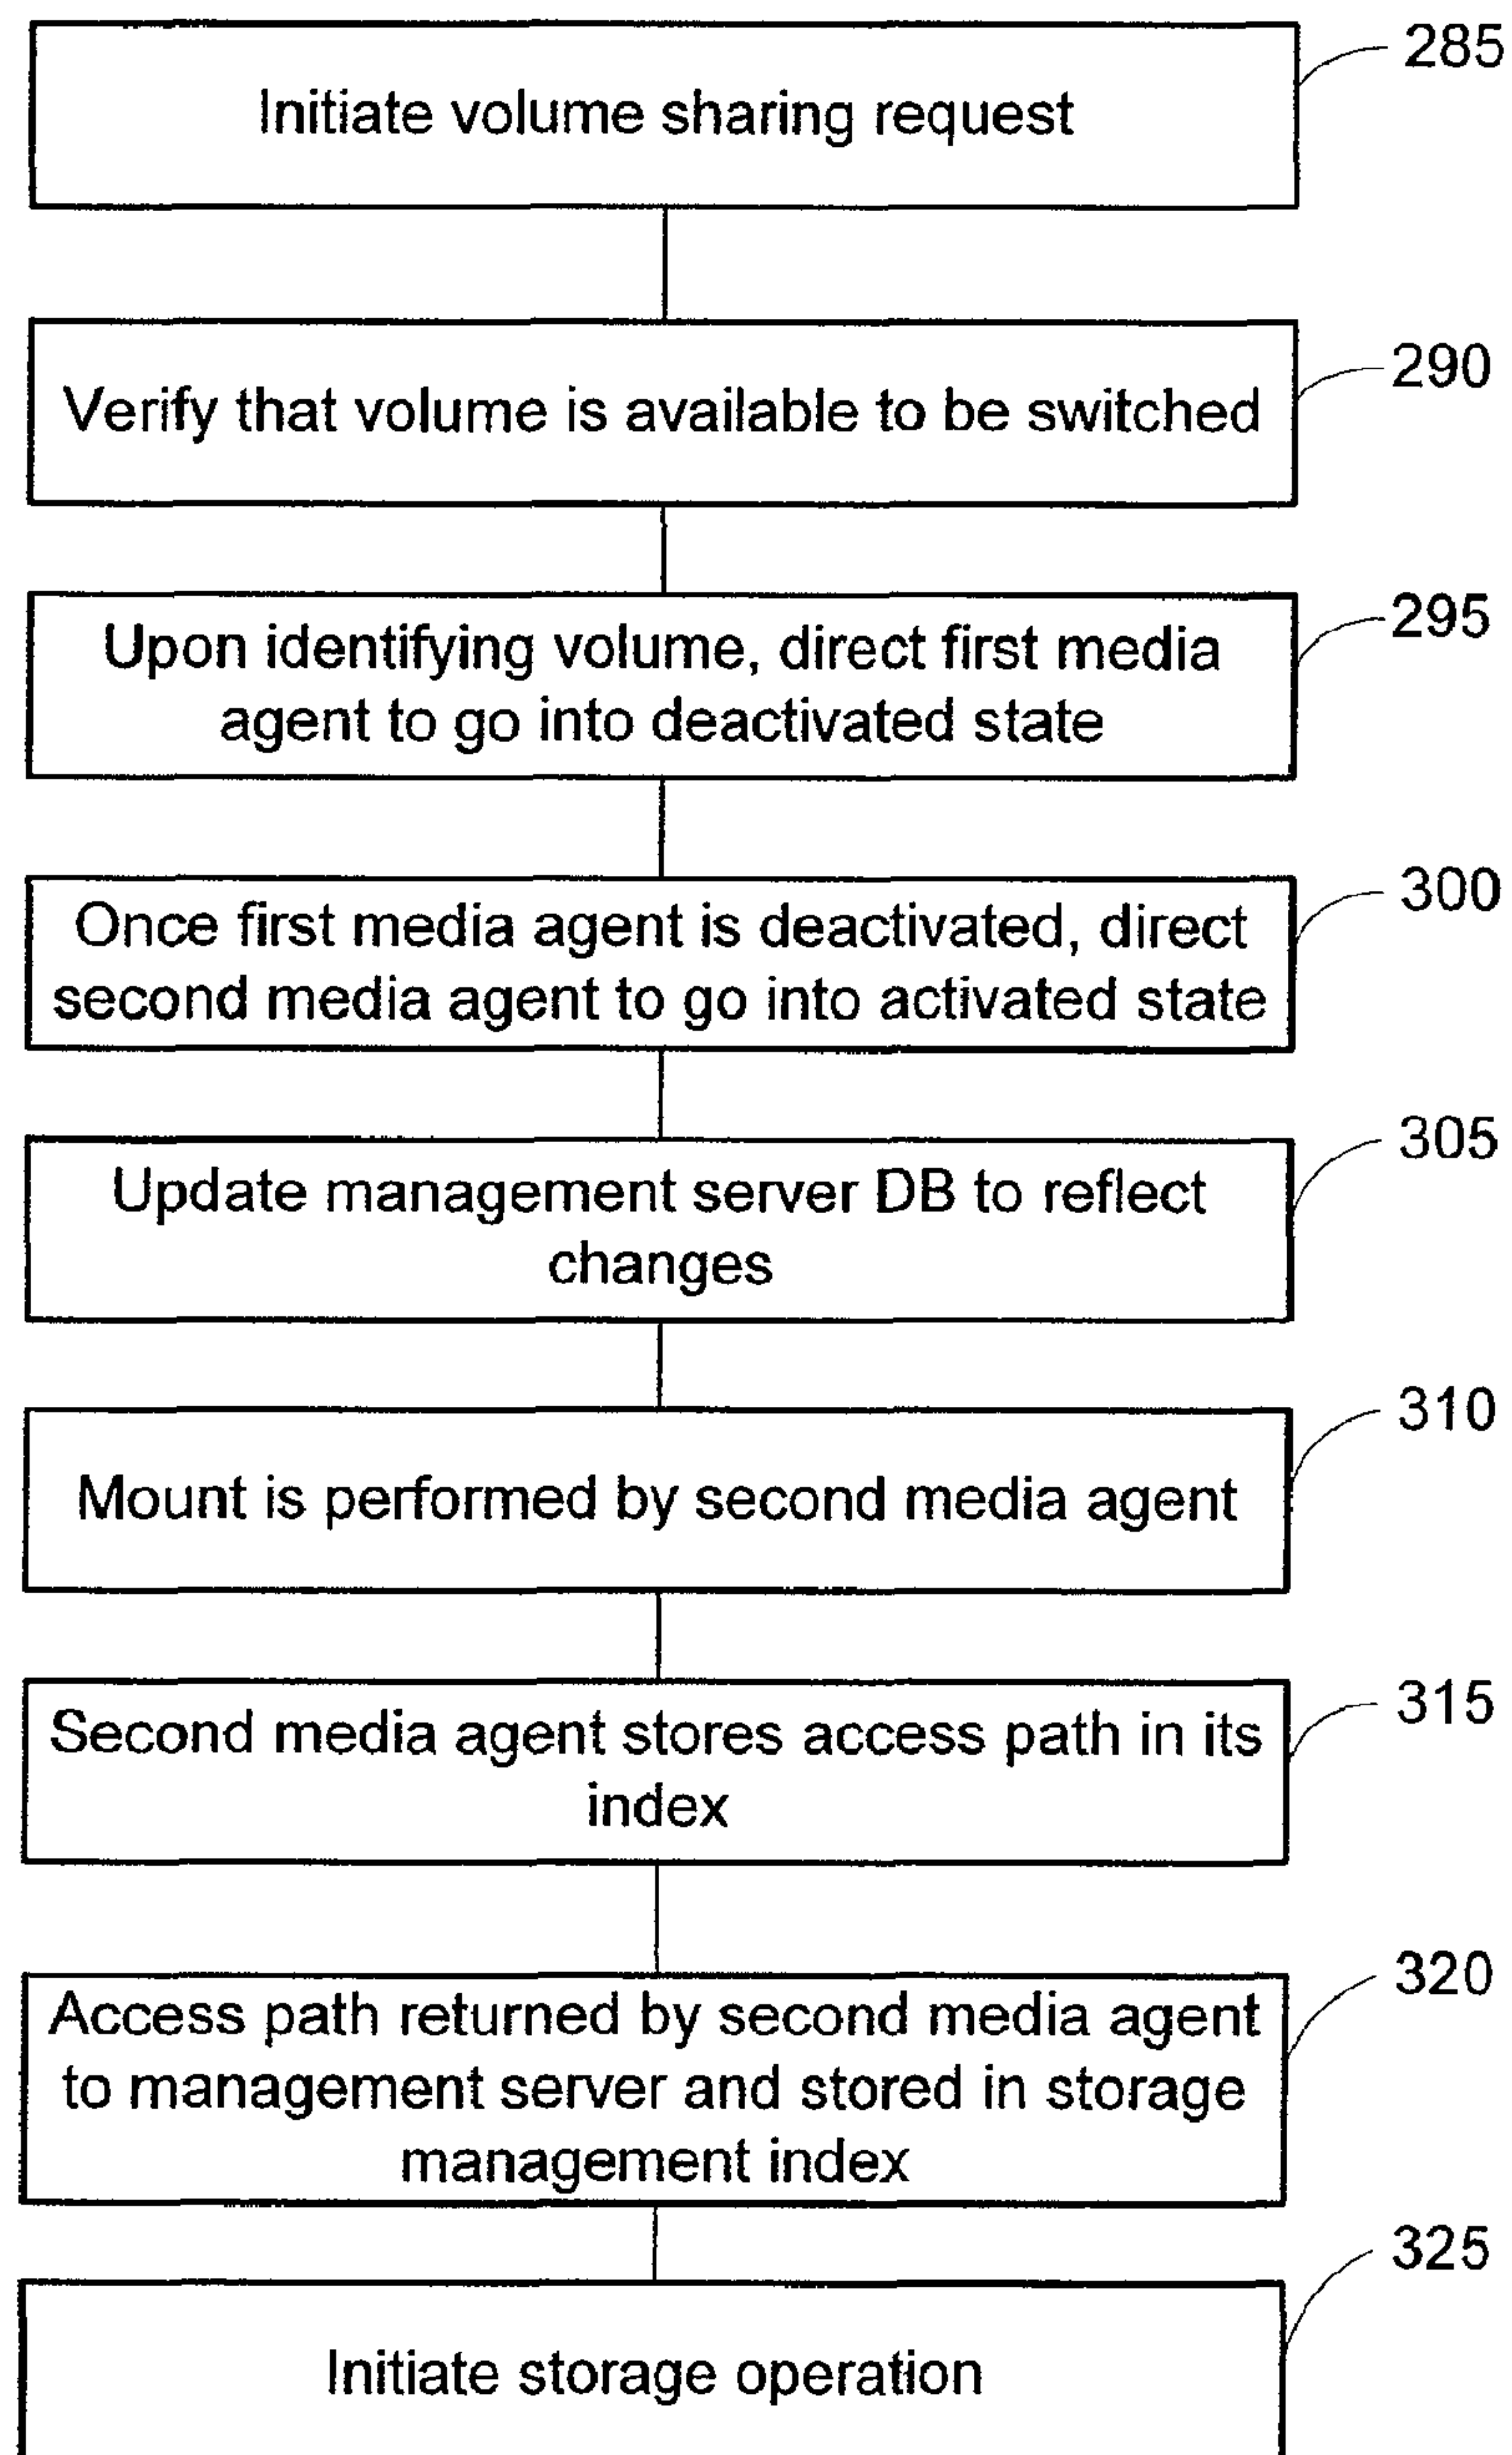 285
Initiate volume sharing request
290
Verify that volume is available to be switched
295
Upon identifying volume, direct first media
agent to go into deactivated state
300
Once first media agent is deactivated, direct
second media agent to go into activated state
305
Update management server DB to reflect
changes
310
Mount is performed by second media agent
315
Second media agent stores access path in its
index
320
Access path returned by second media agent
to management server and stored in storage
management index
325
Initiate storage operation